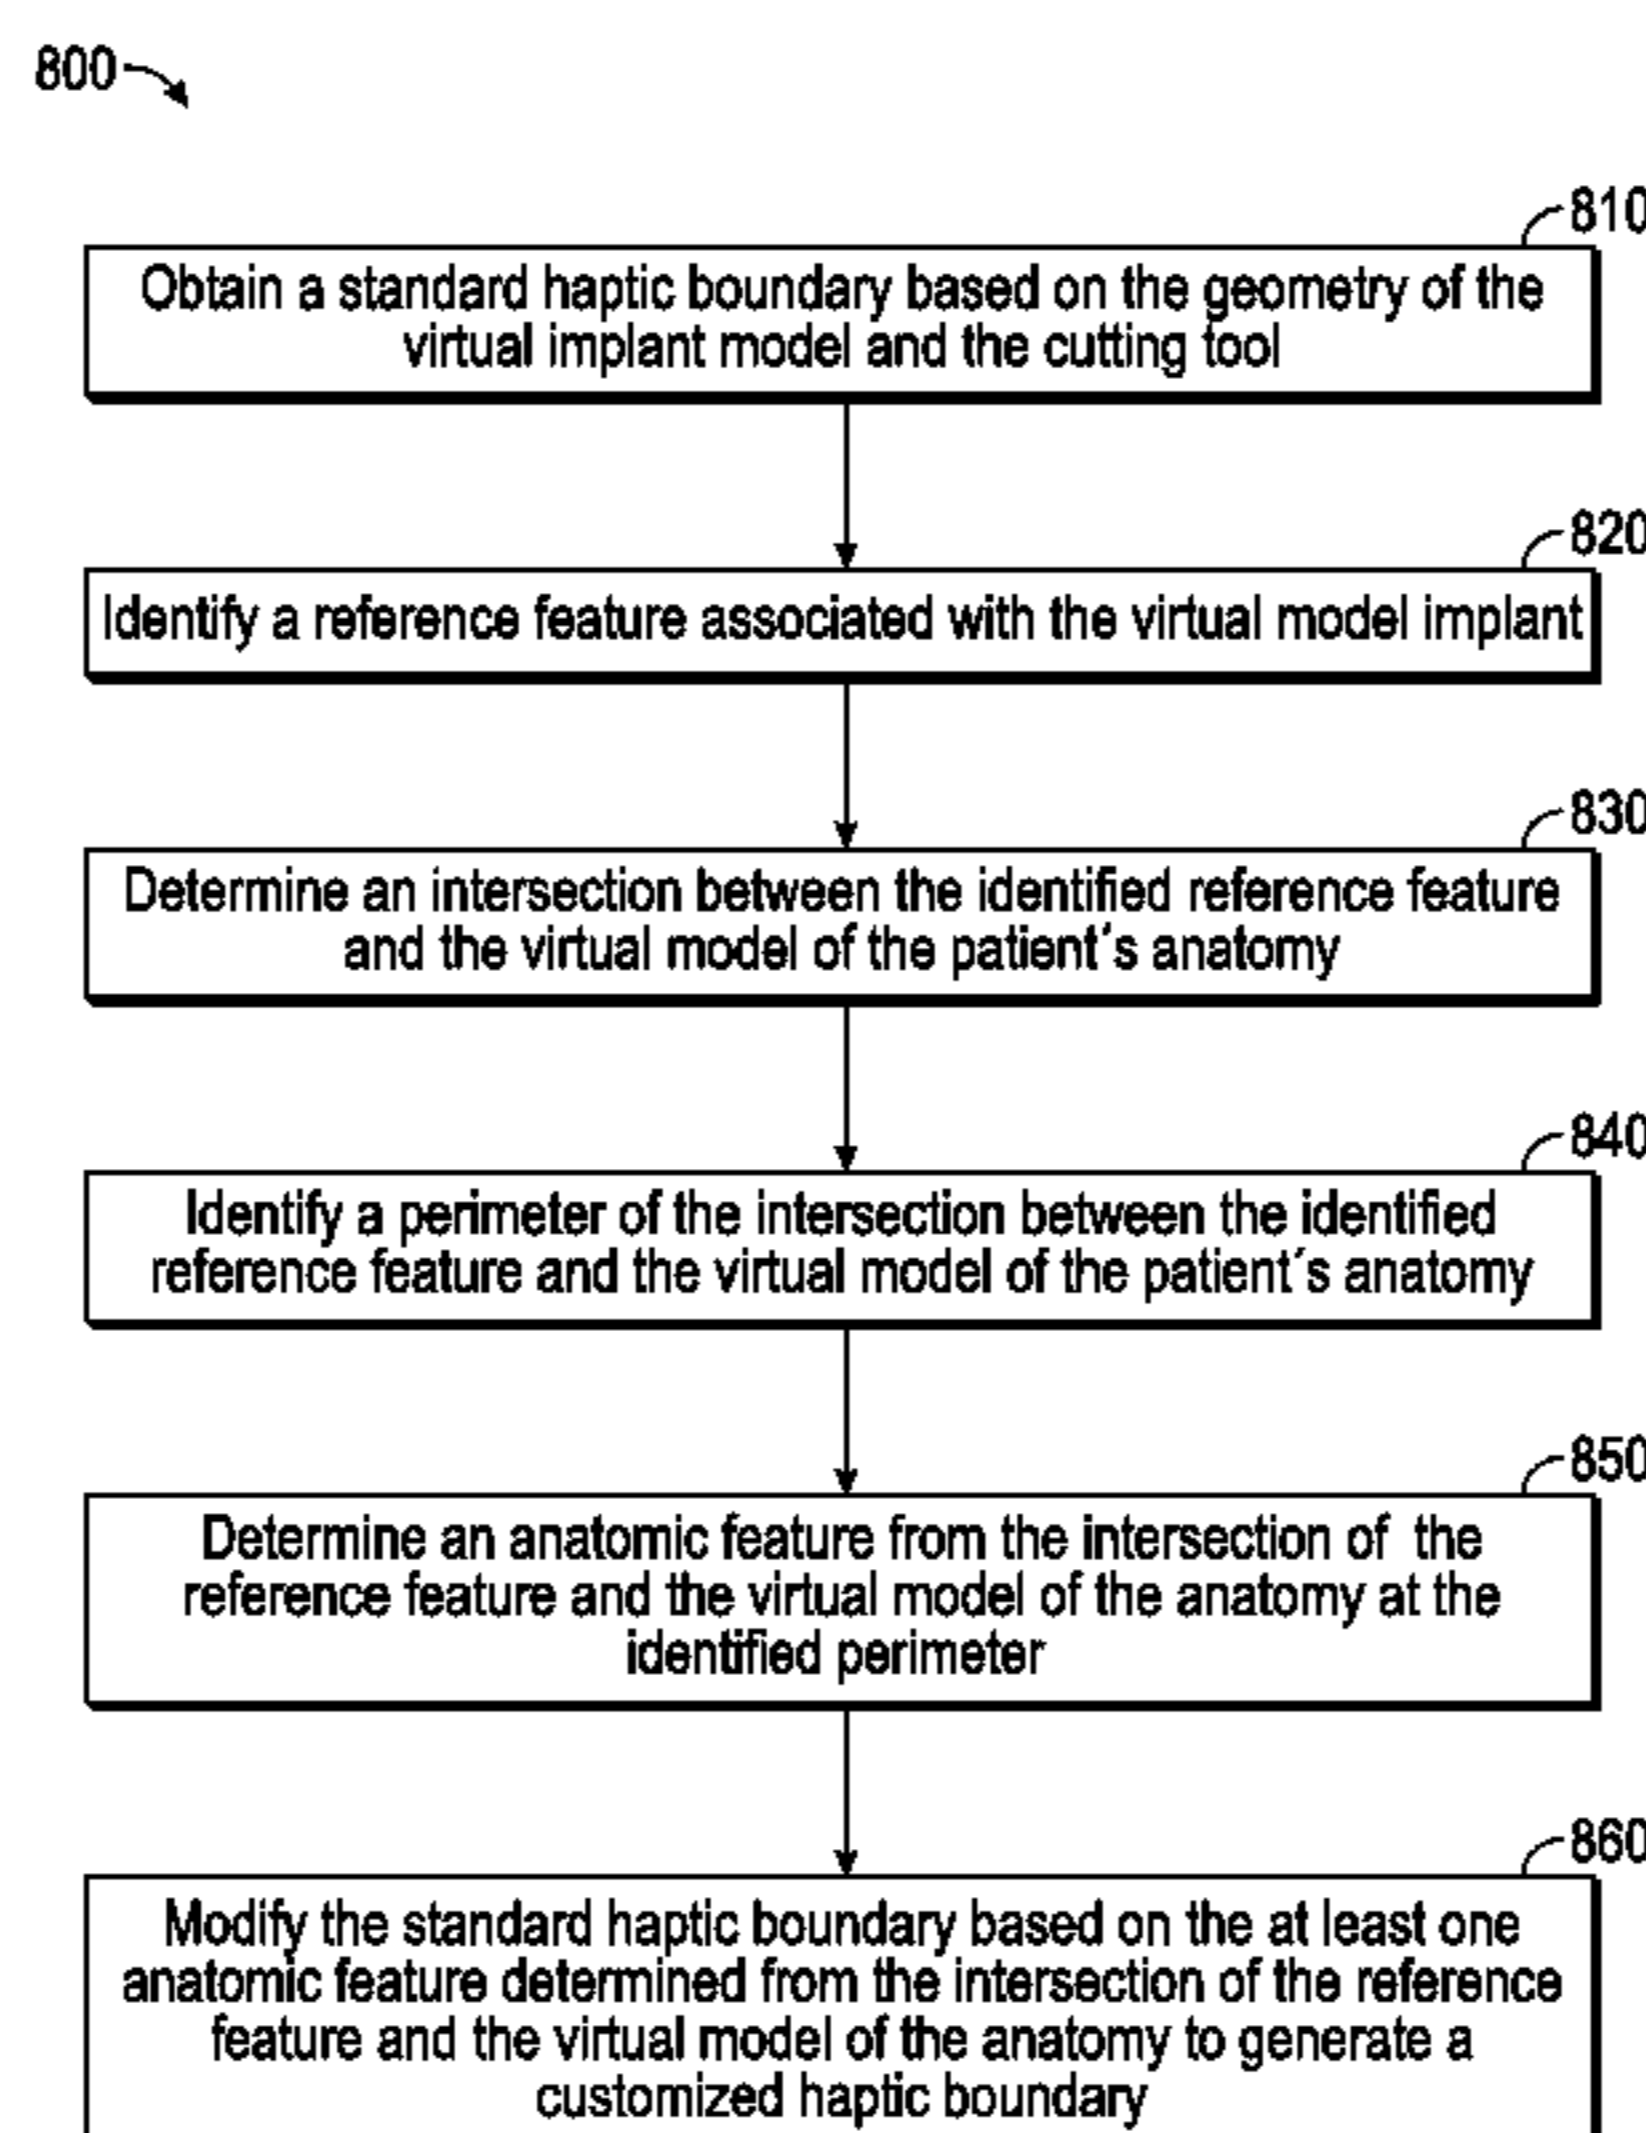 800
810
Obtain a standard haptic boundary based on the geometry of the
virtual implant model and the cutting tool
820
Identify a reference feature associated with the virtual model implant
830
Determine an intersection between the identified reference feature
and the virtual model of the patient´s anatomy
840
Identify a perimeter of the intersection between the identified
reference feature and the virtual model of the patient´s anatomy
850
Determine an anatomic feature from the intersection of the
reference feature and the virtual model of the anatomy at the
identified perimeter
860
Modify the standard haptic boundary based on the at least one
anatomic feature determined from the intersection of the reference
feature and the virtual model of the anatomy to generate a
customized haptic boundary